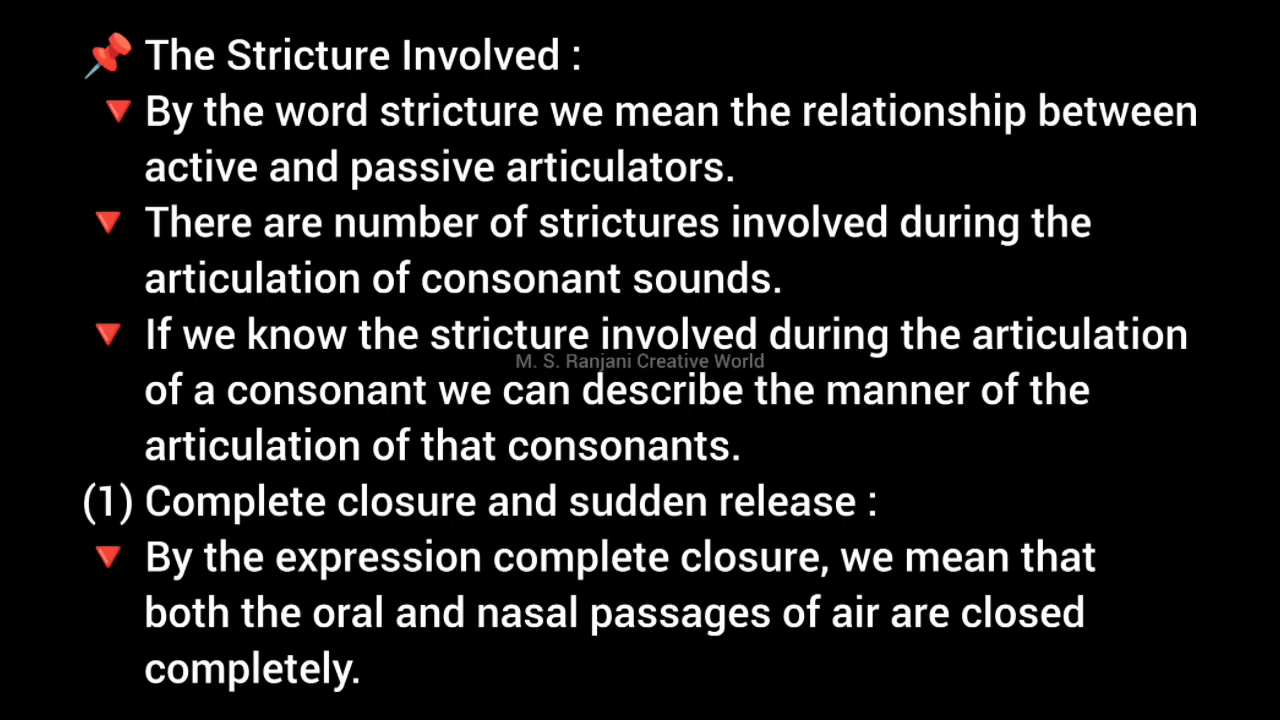 📌 The Stricture Involved :
🔻 By the word stricture we mean the relationship between
active and passive articulators.
🔻 There are number of strictures involved during the
articulation of consonant sounds.
🔻 If we know the stricture involved during the articulation
M. S. Ranjani Creative World
of a consonant we can describe the manner of the
articulation of that consonants.
(1) Complete closure and sudden release :
🔻 By the expression complete closure, we mean that
both the oral and nasal passages of air are closed
completely.